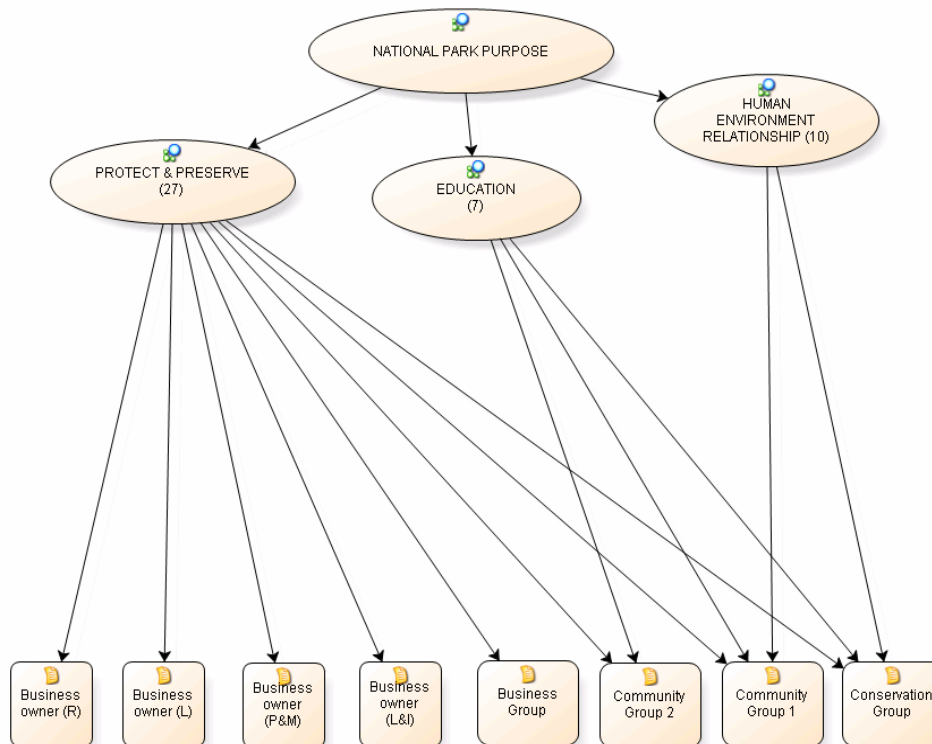 NATIONAL PARK PURPOSE
HUMAN
ENVIRONMENT
RELATIONSHIP (10)
PROTECT & PRESERVE
(27)
EDUCATION
(7)
Business
owner (R)
Business
owner (L)
Business
owner
(P&M)
Business
owner
(L&I)
Business
Group
Community
Group 2
Community
Group 1
Conservation
Group